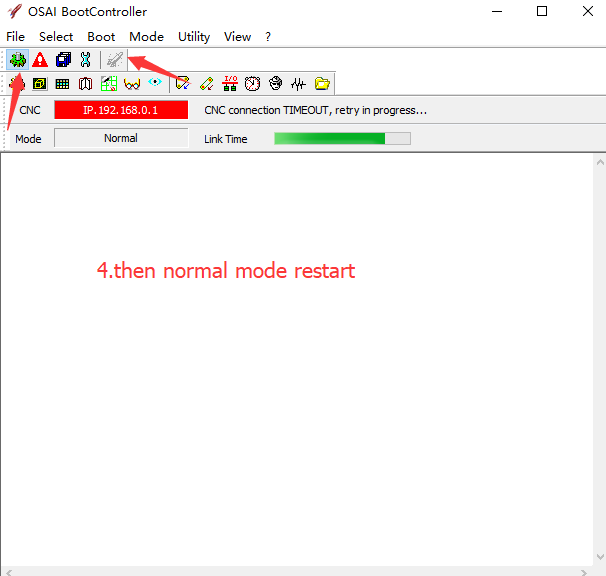 OSAI BootController
File Select Boot Mode Utility View ?
I/O
CNC IP.192.168.0.1 CNC connection TIMEOUT, retry in progress...
Mode Normal Link Time
4.then normal mode restart